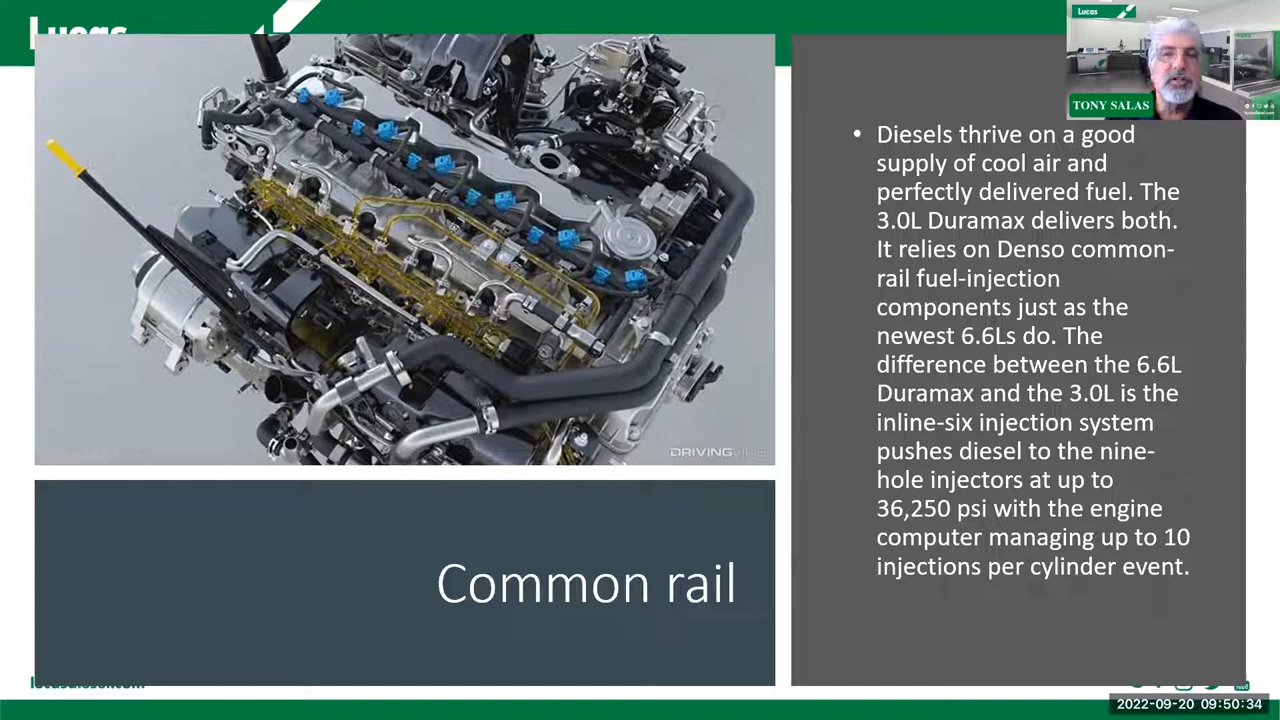 Lucas
Lucas
TONY SALAS
• Diesels thrive on a good
supply of cool air and
perfectly delivered fuel. The
3.0L Duramax delivers both.
It relies on Denso common-
rail fuel-injection
components just as the
newest 6.6Ls do. The
difference between the 6.6L
Duramax and the 3.0L is the
inline-six injection system
pushes diesel to the nine-
hole injectors at up to
36,250 psi with the engine
computer managing up to 10
injections per cylinder event.
Common rail
2022-09-20 09:50:34